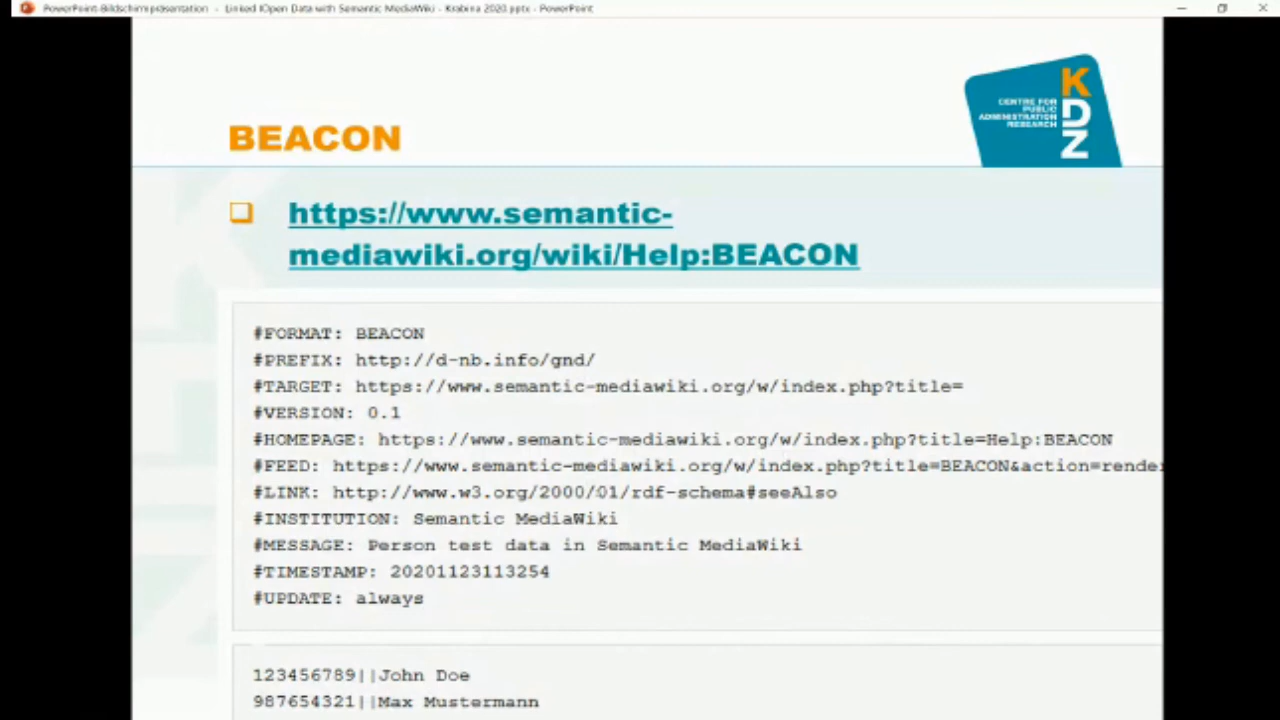 PowerPoint-Bildschirmpräsentation - Linked (Open Data with Semantic MediaWiki - Krabina 2020.pptx - PowerPoint
K
D
Z
CENTRE FOR
PUBLIC
ADMINISTRATION
RESEARCH
BEACON
https://www.semantic-
mediawiki.org/wiki/Help:BEACON
#FORMAT: BEACON
#PREFIX: http://d-nb.info/gnd/
#TARGET: https://www.semantic-mediawiki.org/w/index.php?title=
#VERSION: 0.1
#HOMEPAGE: https://www.semantic-mediawiki.org/w/index.php?title=Help:BEACON
#FEED: https://www.semantic-mediawiki.org/w/index.php?title=BEACON&action=render
#LINK: http://www.w3.org/2000/01/rdf-schema#seeAlso
#INSTITUTION: Semantic MediaWiki
#MESSAGE: Person test data in Semantic MediaWiki
#TIMESTAMP: 20201123113254
#UPDATE: always
123456789||John Doe
987654321||Max Mustermann